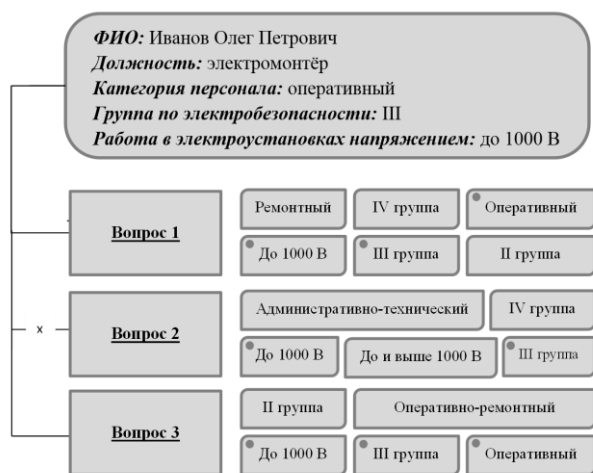 ФИО: Иванов Олег Петрович
Должность: электромонтёр
Категория персонала: оперативный
Группа по электробезопасности: III
Работа в электроустановках напряжением: до 1000 В
Вопрос 1
Ремонтный IV группа Оперативный
До 1000 В III группа II группа
x
Вопрос 2
Административно-технический IV группа
До 1000 В До и выше 1000 В III группа
Вопрос 3
II группа Оперативно-ремонтный
До 1000 В III группа Оперативный